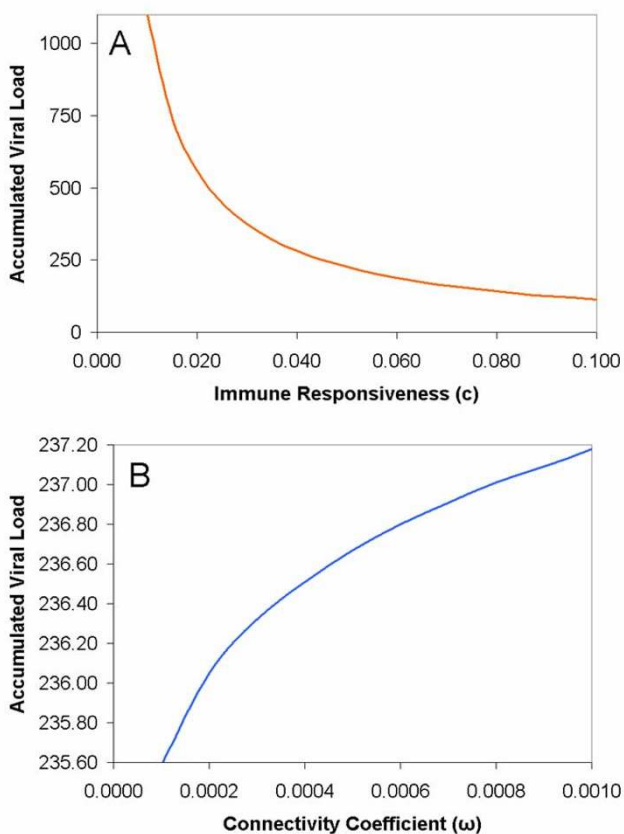 A
Accumulated Viral Load
1000
750
500
250
0
0.000 0.020 0.040 0.060 0.080 0.100
Immune Responsiveness (c)
B
Accumulated Viral Load
237.20
237.00
236.80
236.60
236.40
236.20
236.00
235.80
235.60
0.0000 0.0002 0.0004 0.0006 0.0008 0.0010
Connectivity Coefficient (ω)